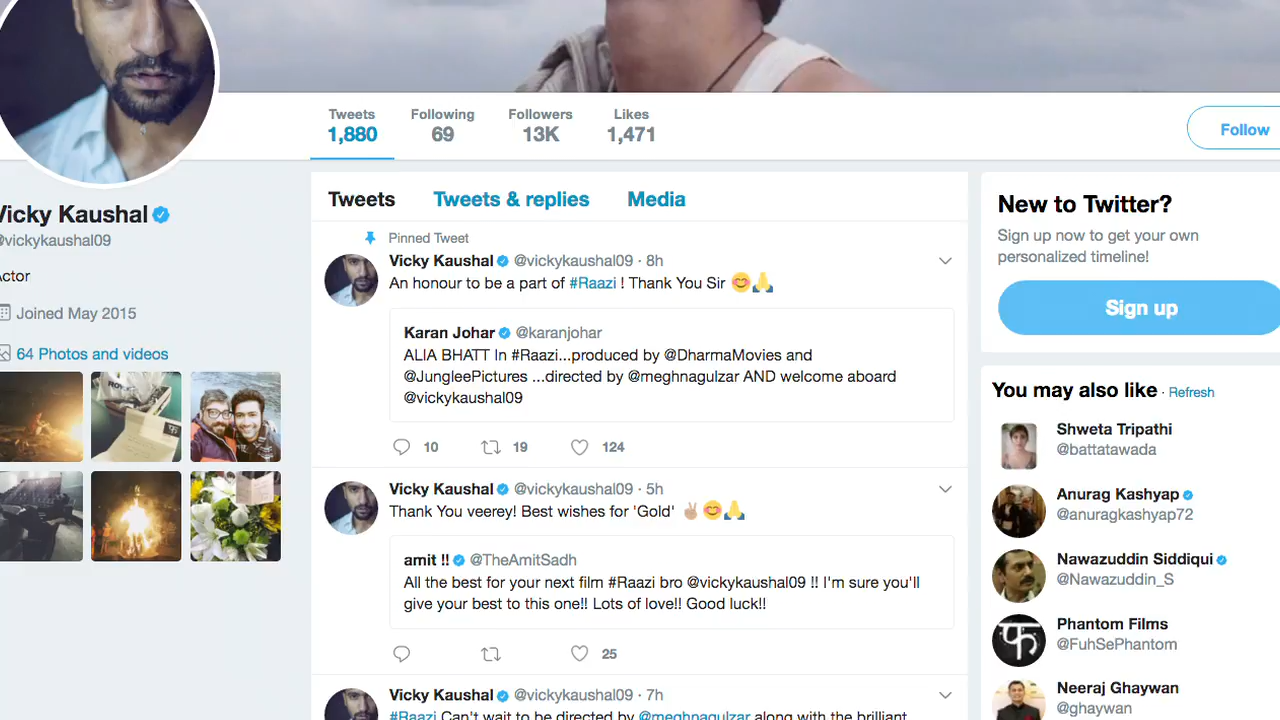 Tweets
1,880
Following
69
Followers
13K
Likes
1,471
Follow
Vicky Kaushal
@vickykaushal09
Actor
Joined May 2015
64 Photos and videos
Tweets
Tweets & replies
Media
Pinned Tweet
Vicky Kaushal @vickykaushal09 · 8h
An honour to be a part of #Raazi ! Thank You Sir 😊🙏
Karan Johar @karanjohar
ALIA BHATT In #Raazi...produced by @DharmaMovies and
@JungleePictures ...directed by @meghnagulzar AND welcome aboard
@vickykaushal09
10 19 124
Vicky Kaushal @vickykaushal09 · 5h
Thank You veerey! Best wishes for 'Gold' ✌🏼😊🙏
amit !! @TheAmitSadh
All the best for your next film #Raazi bro @vickykaushal09 !! I'm sure you'll
give your best to this one!! Lots of love!! Good luck!!
25
Vicky Kaushal @vickykaushal09 · 7h
#Raazi Can't wait to be directed by @meghnagulzar along with the brilliant
New to Twitter?
Sign up now to get your own
personalized timeline!
Sign up
You may also like · Refresh
Shweta Tripathi
@battatawada
Anurag Kashyap
@anuragkashyap72
Nawazuddin Siddiqui
@Nawazuddin_S
Phantom Films
@FuhSePhantom
फ
Neeraj Ghaywan
@ghaywan